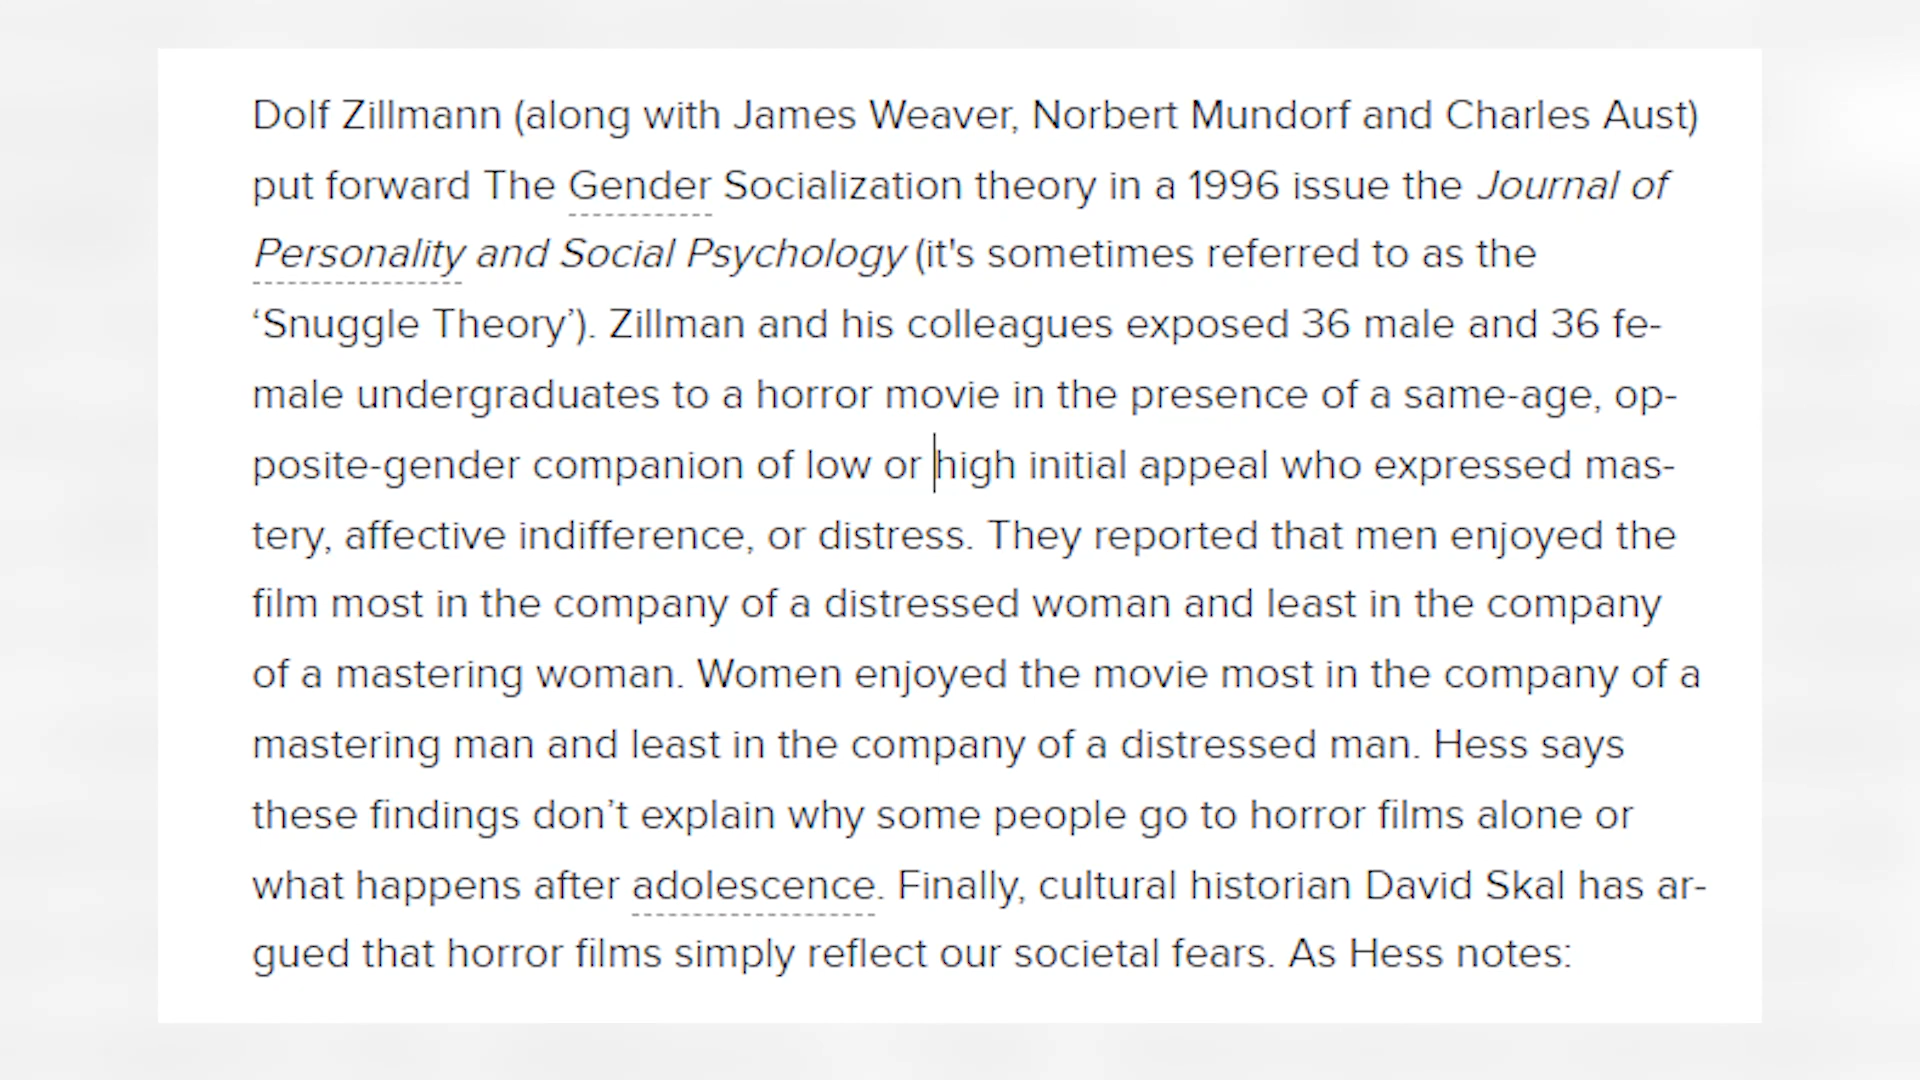 Dolf Zillmann (along with James Weaver, Norbert Mundorf and Charles Aust)
put forward The Gender Socialization theory in a 1996 issue the Journal of
Personality and Social Psychology (it's sometimes referred to as the
‘Snuggle Theory’). Zillman and his colleagues exposed 36 male and 36 fe-
male undergraduates to a horror movie in the presence of a same-age, op-
posite-gender companion of low or high initial appeal who expressed mas-
tery, affective indifference, or distress. They reported that men enjoyed the
film most in the company of a distressed woman and least in the company
of a mastering woman. Women enjoyed the movie most in the company of a
mastering man and least in the company of a distressed man. Hess says
these findings don’t explain why some people go to horror films alone or
what happens after adolescence. Finally, cultural historian David Skal has ar-
gued that horror films simply reflect our societal fears. As Hess notes: